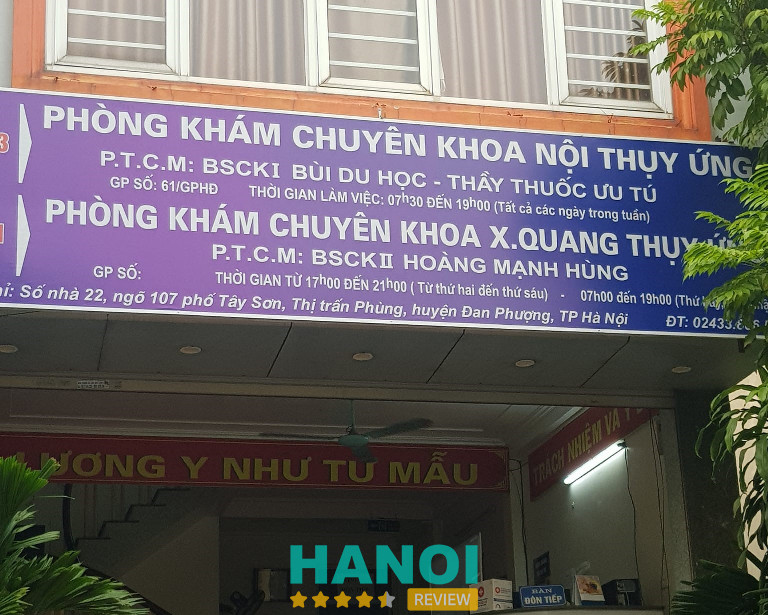 PHÒNG KHÁM CHUYÊN KHOA NỘI THỤY ỨNG
P.T.C.M: BSCKI BÙI DU HỌC - THẦY THUỐC ƯU TÚ
GP SỐ: 61/GPHĐ THỜI GIAN LÀM VIỆC: 07h30 ĐẾN 19h00 (Tất cả các ngày trong tuần)
PHÒNG KHÁM CHUYÊN KHOA X.QUANG THỤY
P.T.C.M: BSCKII HOÀNG MẠNH HÙNG
GP SỐ: THỜI GIAN TỪ 17h00 ĐẾN 21h00 ( Từ thứ hai đến thứ sáu) - 07h00 đến 19h00 (Thứ
Số nhà 22, ngõ 107 phố Tây Sơn, Thị trấn Phùng, huyện Đan Phượng, TP Hà Nội ĐT:
LƯƠNG Y NHƯ TỪ MẪU
TRÁCH NHIỆM VÀ
BÀN
ĐÓN TIẾP
HANOI
REVIEW